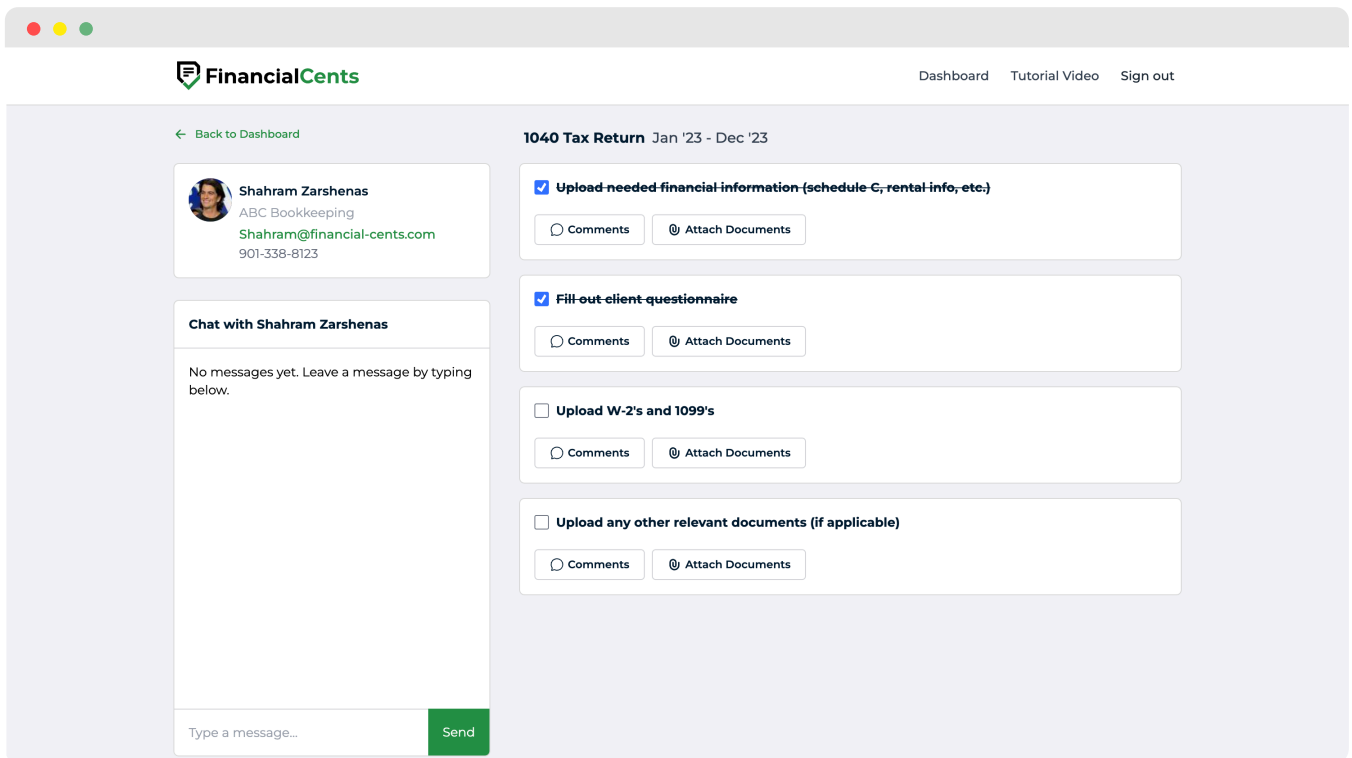 FinancialCents
Dashboard Tutorial Video Sign out
Back to Dashboard
Shahram Zarshenas
ABC Bookkeeping
Shahram@financial-cents.com
901-338-8123
Chat with Shahram Zarshenas
No messages yet. Leave a message by typing
below.
Type a message...
Send
1040 Tax Return Jan '23 - Dec '23
Upload needed financial information (schedule C, rental info, etc.)
Comments Attach Documents
Fill out client questionnaire
Comments Attach Documents
Upload W-2's and 1099's
Comments Attach Documents
Upload any other relevant documents (if applicable)
Comments Attach Documents